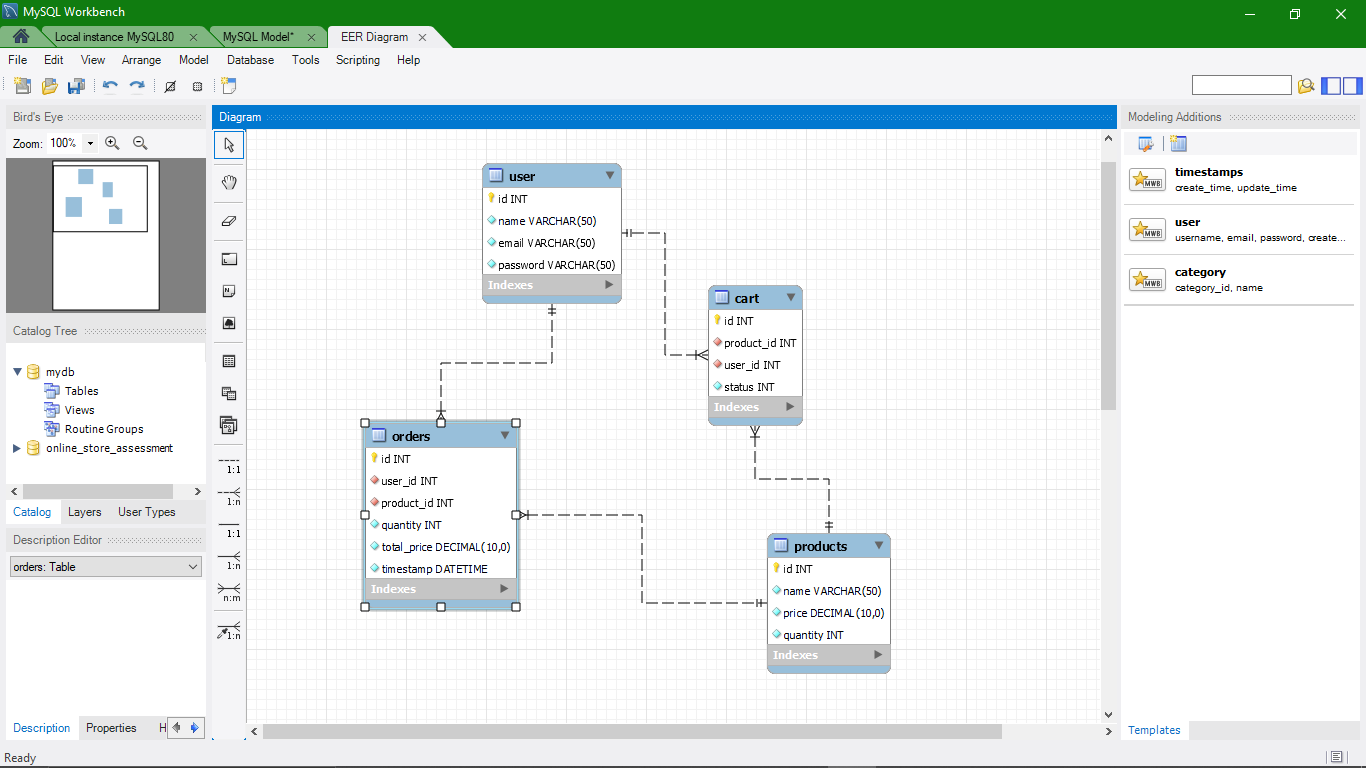 MySQL Workbench
Local instance MySQL80
MySQL Model*
EER Diagram
File Edit View Arrange Model Database Tools Scripting Help
Bird's Eye
Zoom: 100%
Catalog Tree
mydb
Tables
Views
Routine Groups
online_store_assessment
Catalog Layers User Types
Description Editor
orders: Table
Description Properties H
Ready
Diagram
1:1
1:n
1:1
1:n
n:m
1:n
user
id INT
name VARCHAR(50)
email VARCHAR(50)
password VARCHAR(50)
Indexes
cart
id INT
product_id INT
user_id INT
status INT
Indexes
orders
id INT
user_id INT
product_id INT
quantity INT
total_price DECIMAL(10,0)
timestamp DATETIME
Indexes
products
id INT
name VARCHAR(50)
price DECIMAL(10,0)
quantity INT
Indexes
Modeling Additions
MWB
timestamps
create_time, update_time
MWB
user
username, email, password, create...
MWB
category
category_id, name
Templates